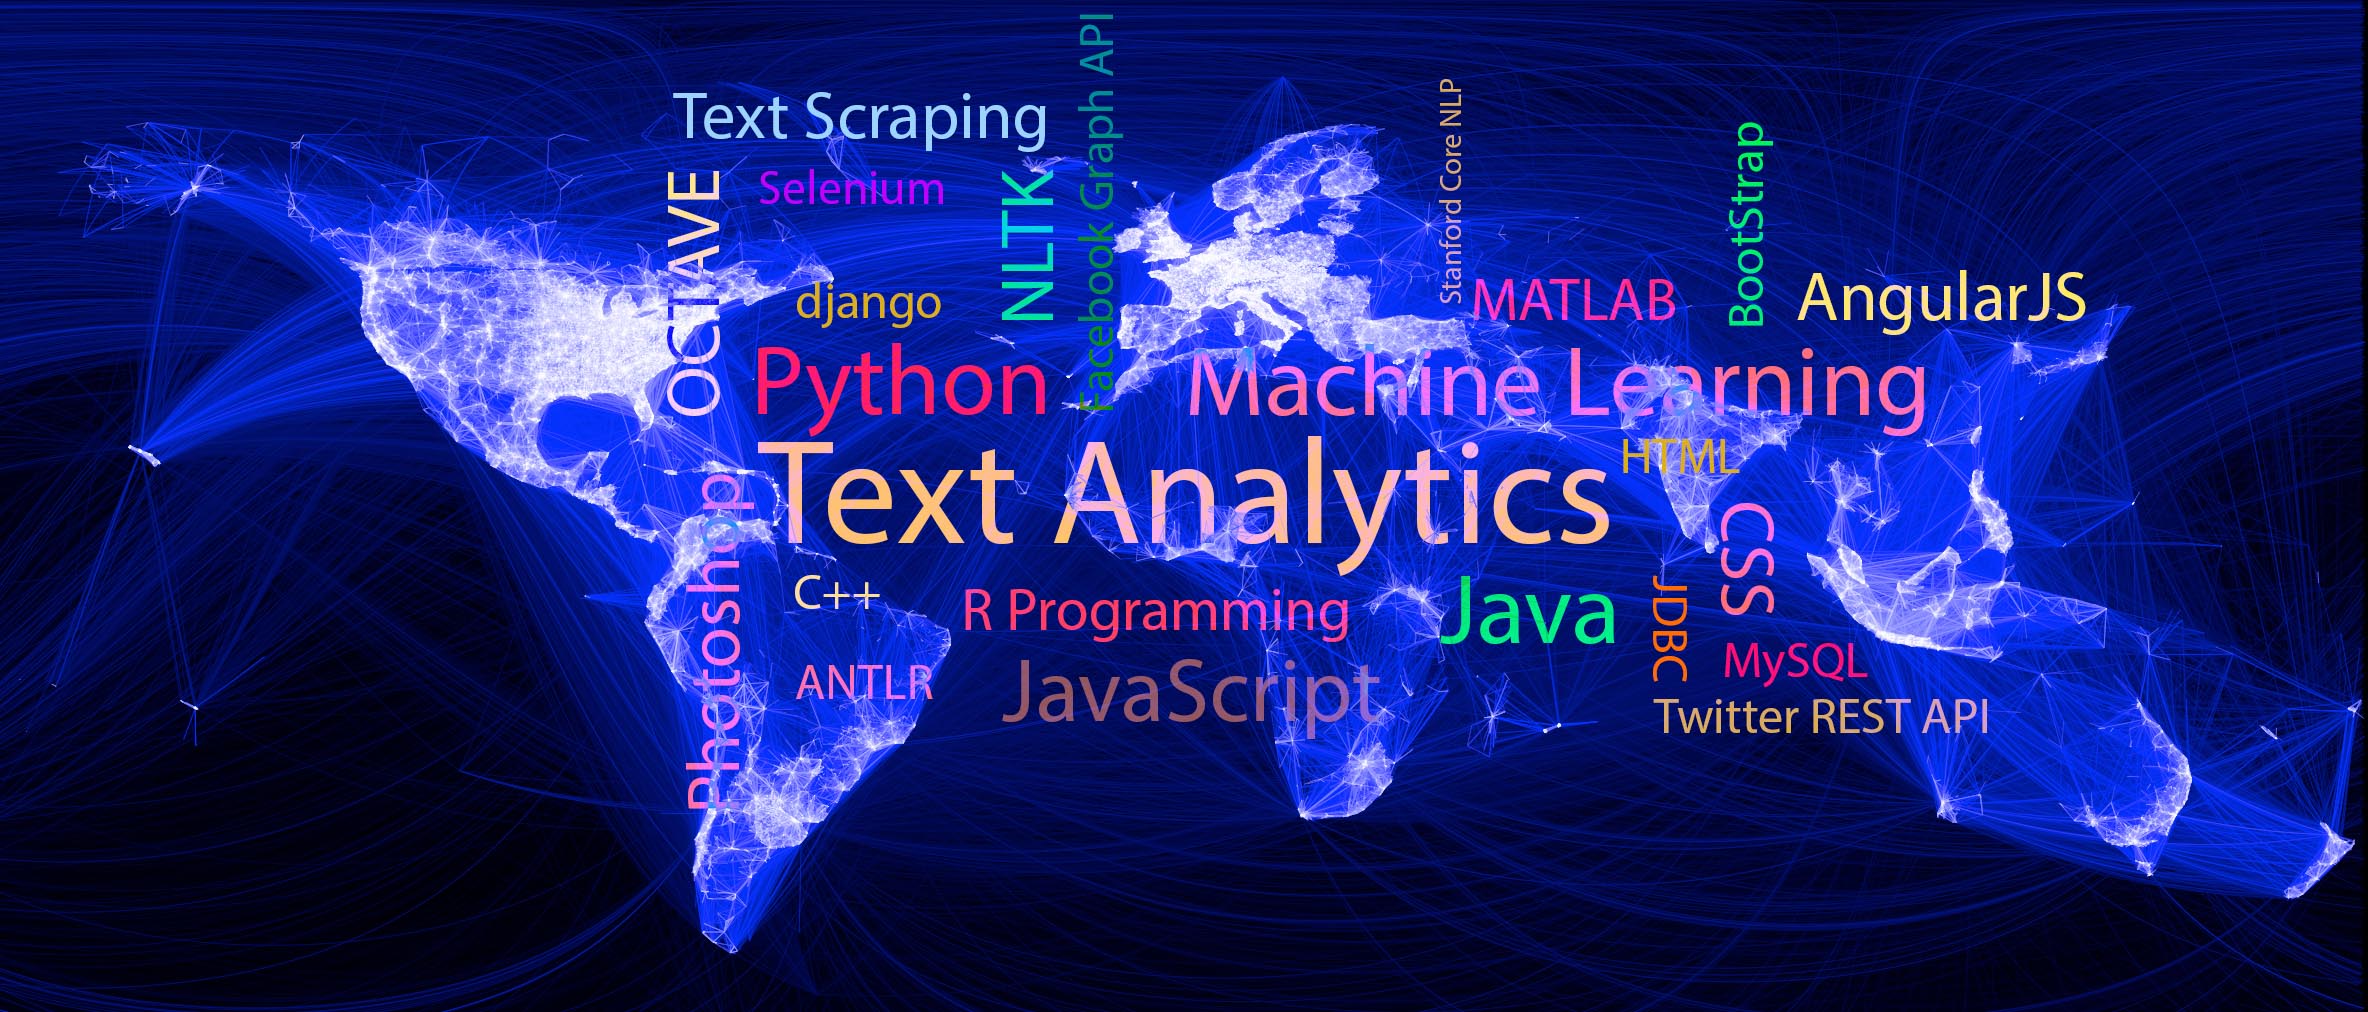 Facebook Graph API
Text Scraping
Stanford Core NLP
BootStrap
OCTAVE
Selenium
NLTK
django
MATLAB
AngularJS
Python
Machine Learning
Text Analytics
HTML
Photoshop
CSS
C++
R Programming
Java
JDBC
ANTLR
JavaScript
MySQL
Twitter REST API